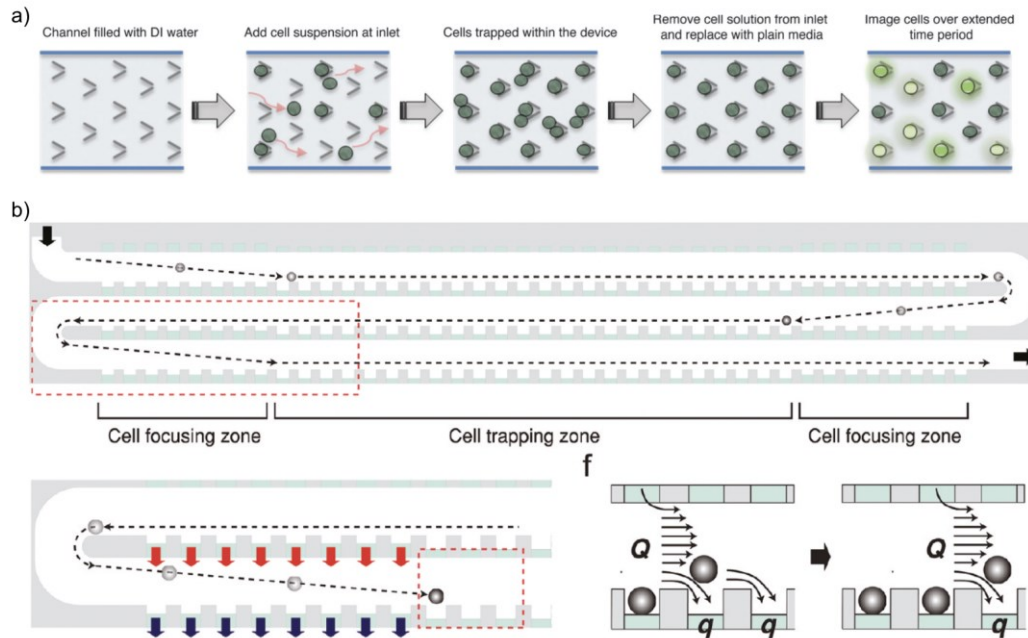 a)
Channel filled with DI water
Add cell suspension at inlet
Cells trapped within the device
Remove cell solution from inlet
and replace with plain media
Image cells over extended
time period
b)
Cell focusing zone
Cell trapping zone
Cell focusing zone
f
Q
q
q
Q
q